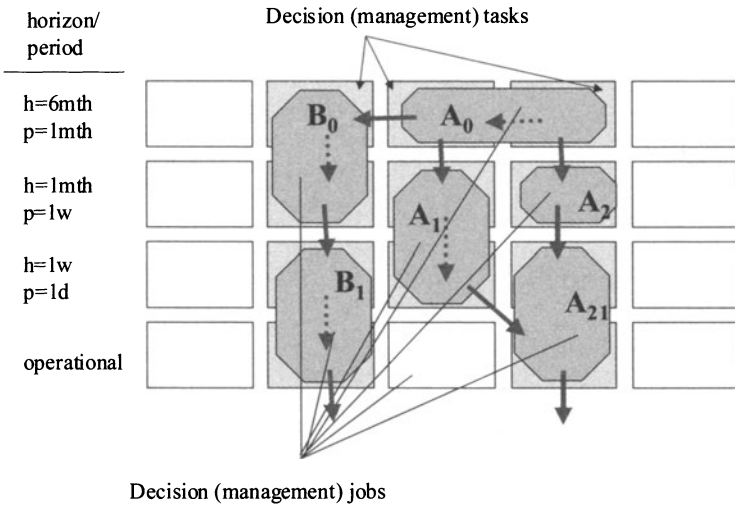 Decision (management) tasks
horizon/
period
h=6mth
p=1mth
B0
A0
h=1mth
p=1w
A1
A2
h=1w
p=1d
B1
A21
operational
Decision (management) jobs